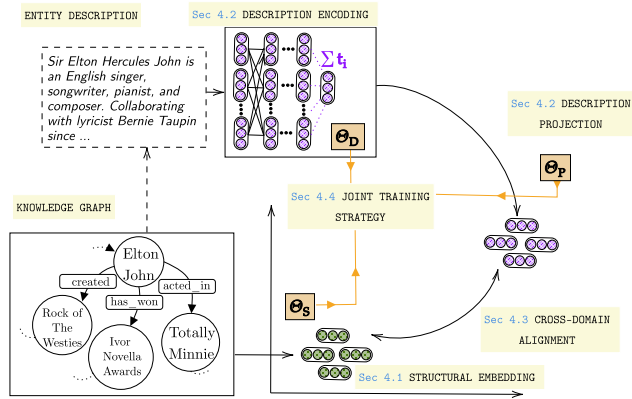 ENTITY DESCRIPTION
Sec 4.2 DESCRIPTION ENCODING
Sir Elton Hercules John is
an English singer,
songwriter, pianist, and
composer. Collaborating
with lyricist Bernie Taupin
since ...
Σ tᵢ
Θ_D
Sec 4.2 DESCRIPTION
PROJECTION
Θ_P
Sec 4.4 JOINT TRAINING
STRATEGY
KNOWLEDGE GRAPH
Elton
John
created
has_won
acted_in
Rock of
The
Westies
Ivor
Novella
Awards
Totally
Minnie
Θ_S
Sec 4.3 CROSS-DOMAIN
ALIGNMENT
Sec 4.1 STRUCTURAL EMBEDDING